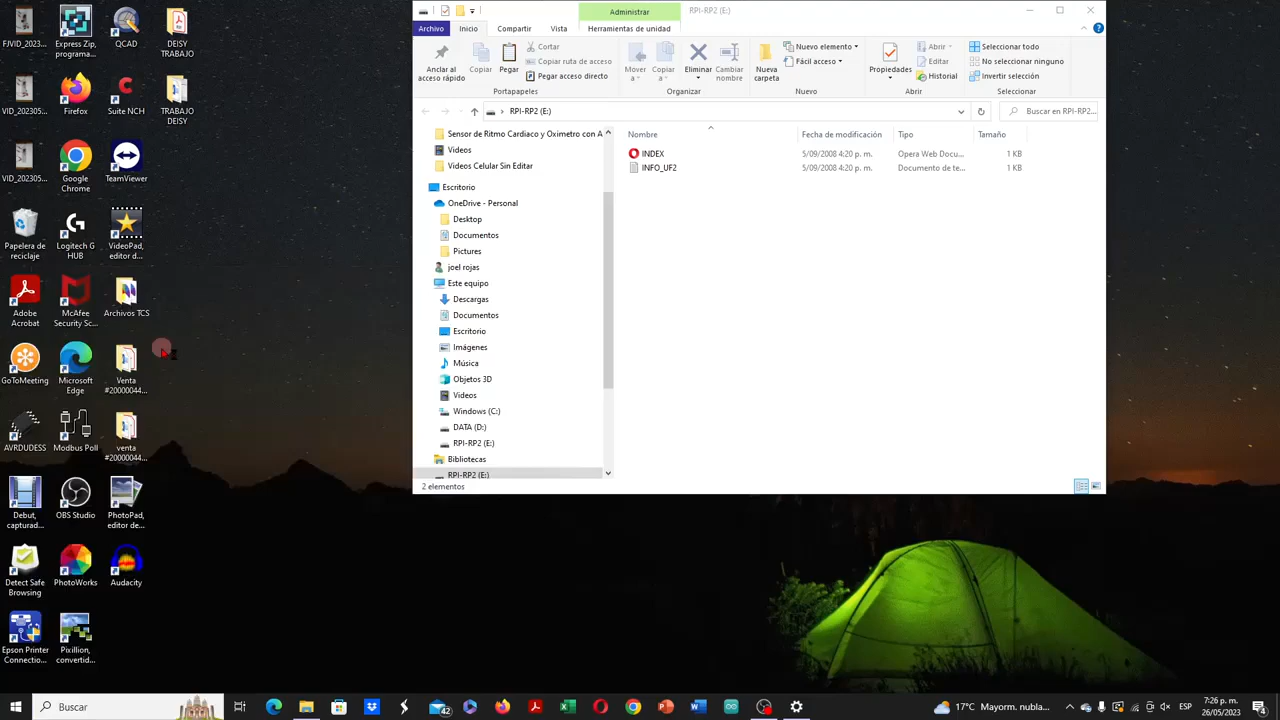 FJVID_2023...
Express Zip,
QCAD
DEISY
TRABAJO
VID_202305...
Firefox
Suite NCH
TRABAJO
DEISY
VID_202305...
Google
Chrome
TeamViewer
Papelera de
reciclaje
Logitech G
HUB
VideoPad,
editor d...
Adobe
Acrobat
McAfee
Security Sc...
Archivos TCS
GoToMeeting
Microsoft
Edge
Venta
#20000044...
AVRDUDESS
Modbus Poll
venta
#20000044...
Debut,
captura...
OBS Studio
PhotoPad,
editor de...
Detect Safe
Browsing
PhotoWorks
Audacity
Epson Printer
Connectio...
Pixillion,
convertid...
Administrar
RPI-RP2 (E:)
Archivo
Inicio
Compartir
Vista
Herramientas de unidad
Anclar al
acceso rápido
Copiar
Pegar
Cortar
Copiar ruta de acceso
Pegar acceso directo
Portapapeles
Mover
a
Copiar
a
Eliminar
Cambiar
nombre
Organizar
Nueva
carpeta
Nuevo elemento
Fácil acceso
Nuevo
Propiedades
Abrir
Editar
Historial
Abrir
Seleccionar todo
No seleccionar ninguno
Invertir selección
Seleccionar
RPI-RP2 (E:)
Buscar en RPI-RP2...
Sensor de Ritmo Cardiaco y Oximetro con A
Videos
Videos Celular Sin Editar
Escritorio
OneDrive - Personal
Desktop
Documentos
Pictures
joel rojas
Este equipo
Descargas
Documentos
Escritorio
Imágenes
Música
Objetos 3D
Videos
Windows (C:)
DATA (D:)
RPI-RP2 (E:)
Bibliotecas
RPI-RP2 (E:)
Nombre
Fecha de modificación
Tipo
Tamaño
INDEX
5/09/2008 4:20 p. m.
Opera Web Docu...
1 KB
INFO_UF2
5/09/2008 4:20 p. m.
Documento de te...
1 KB
2 elementos
Buscar
42
17°C Mayorm. nubla...
ESP
7:26 p. m.
26/05/2023